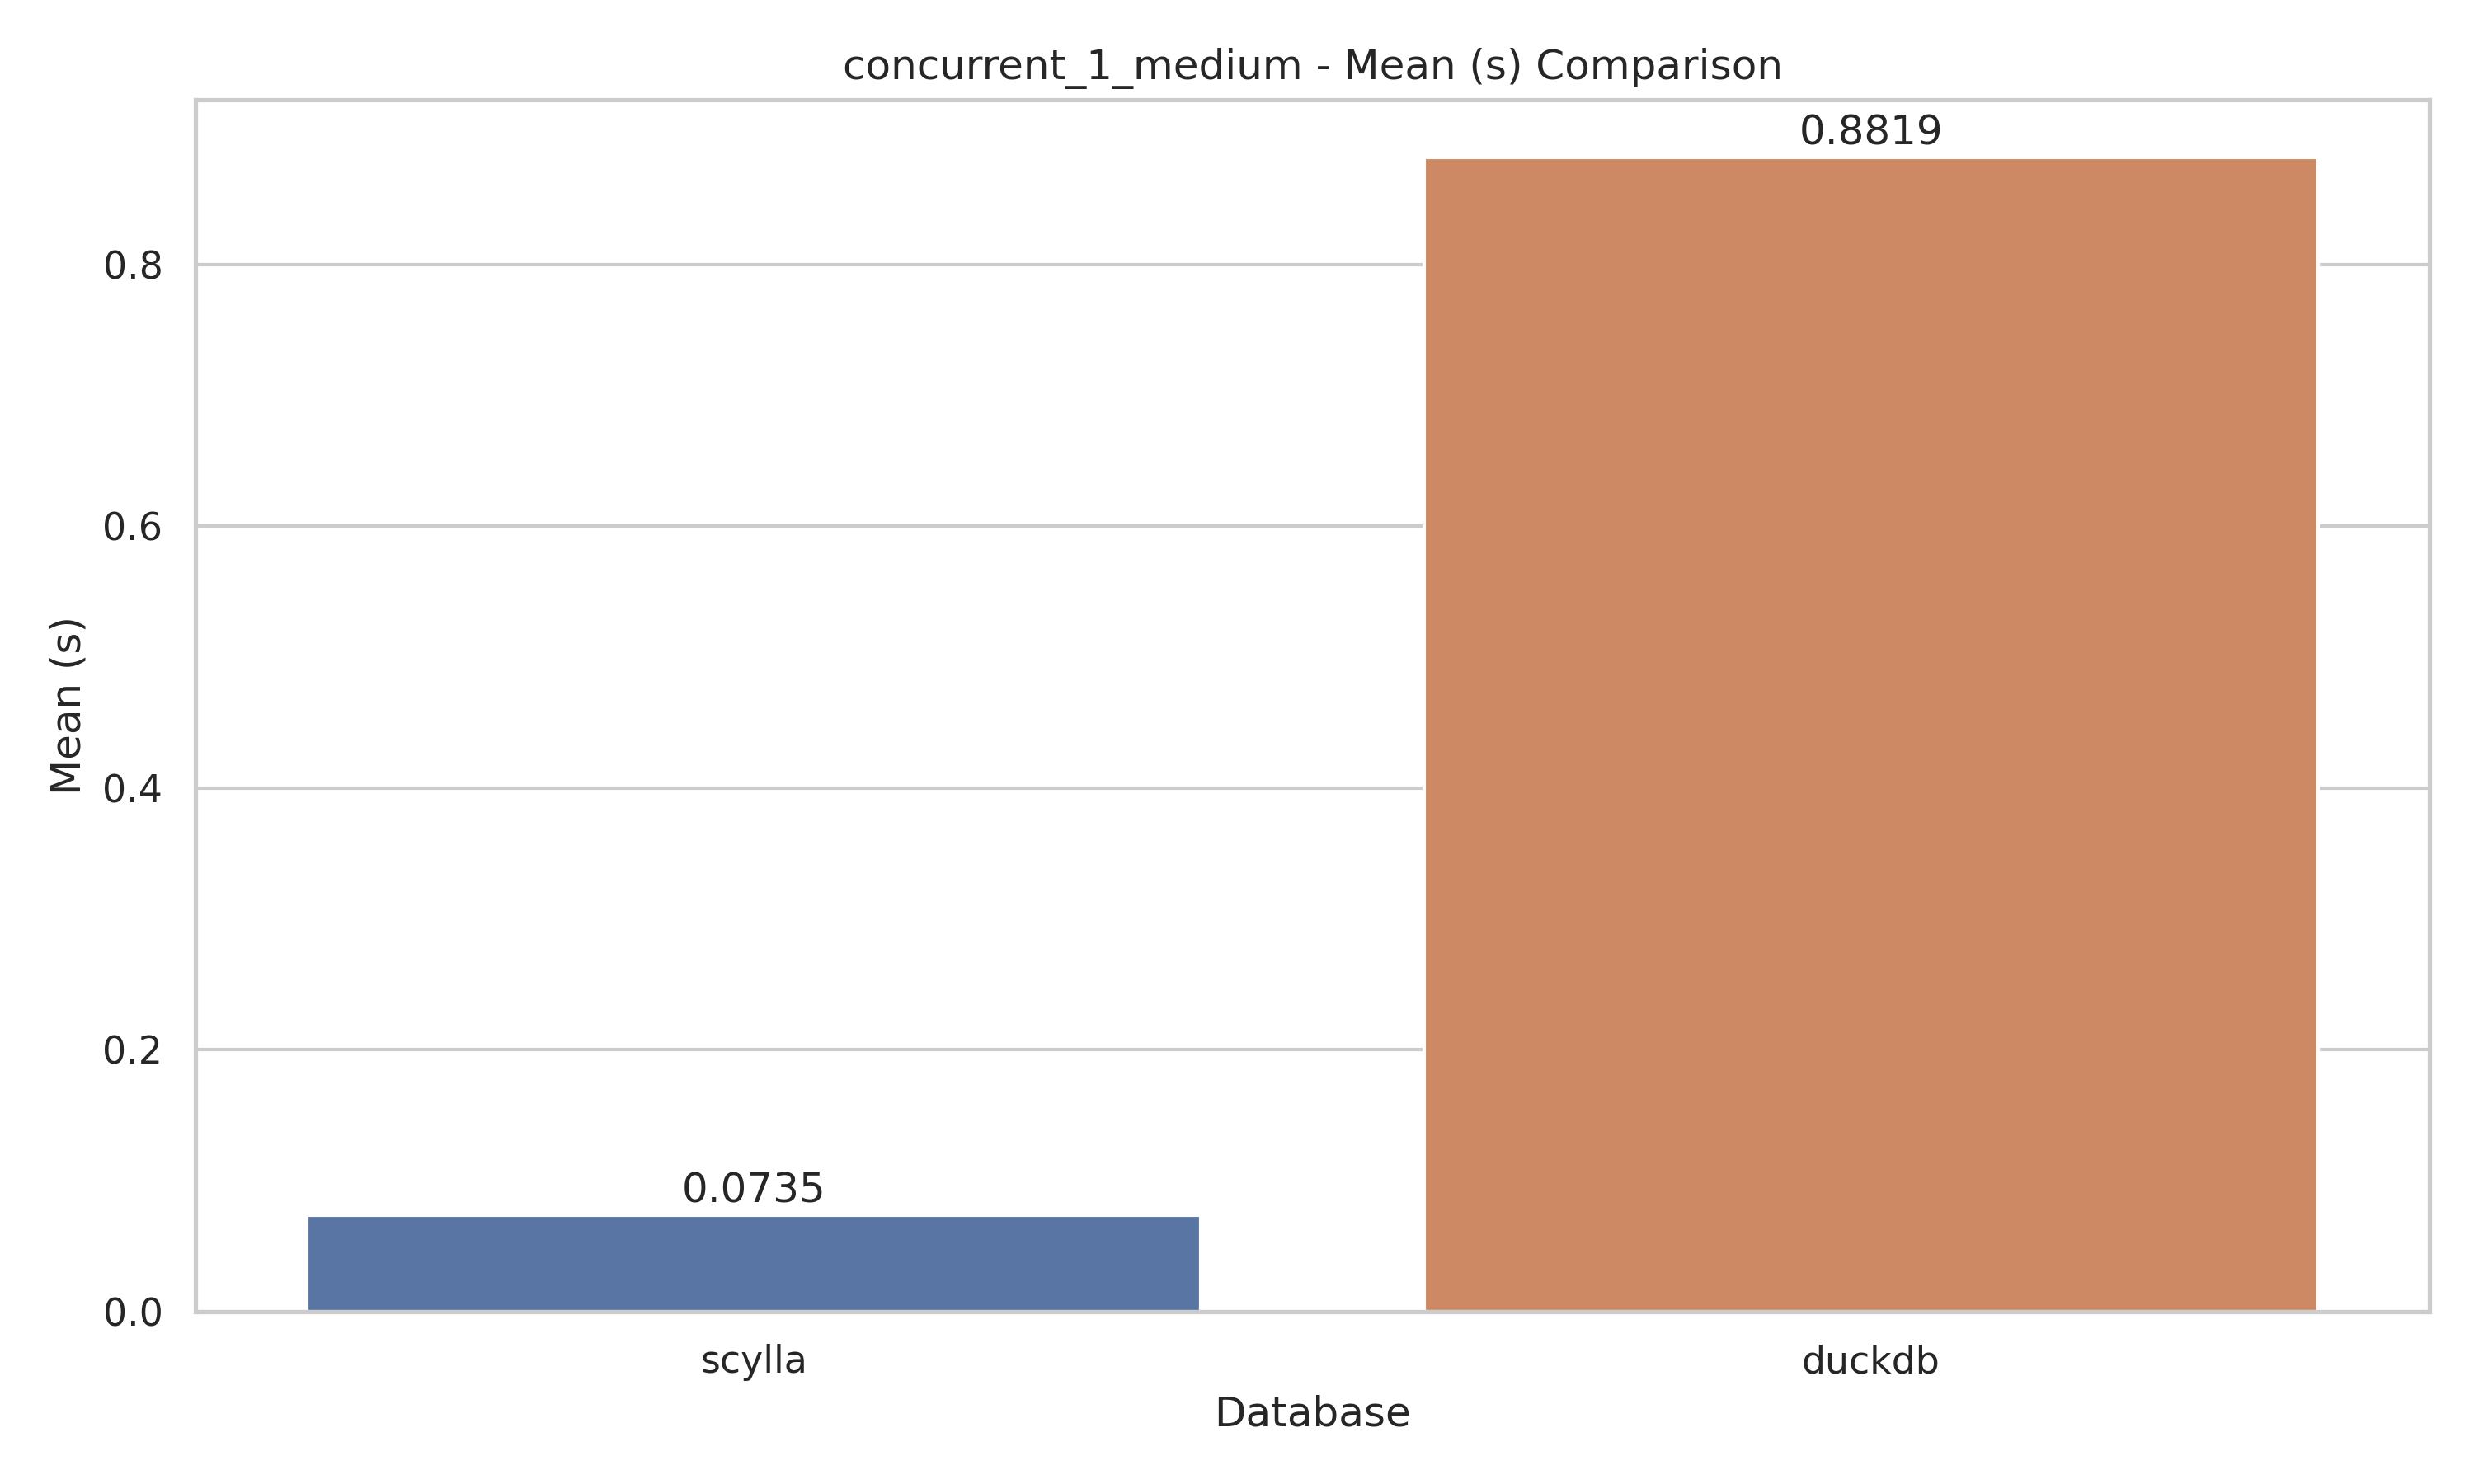 concurrent_1_medium - Mean (s) Comparison
0.8819
0.8
0.6
Mean (s)
0.4
0.2
0.0735
0.0
scylla
duckdb
Database